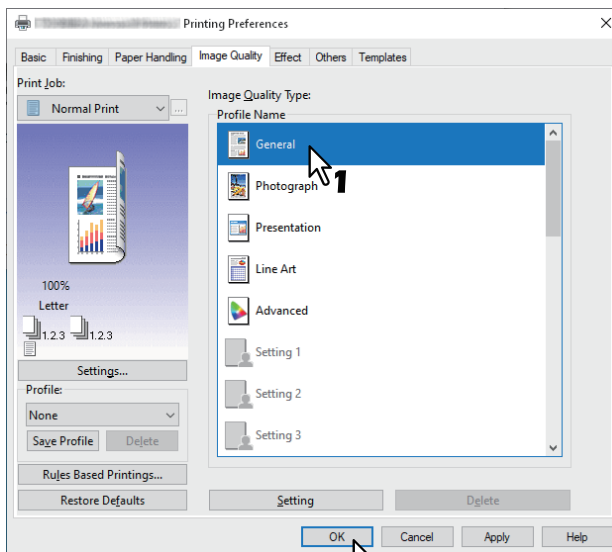 Printing Preferences
Basic Finishing Paper Handling Image Quality Effect Others Templates
Print Job:
Normal Print ...
100%
Letter
1.2.3 1.2.3
Settings...
Profile:
None
Save Profile Delete
Rules Based Printings...
Restore Defaults
Image Quality Type:
Profile Name
General
1
Photograph
Presentation
Line Art
Advanced
Setting 1
Setting 2
Setting 3
Setting Delete
OK Cancel Apply Help